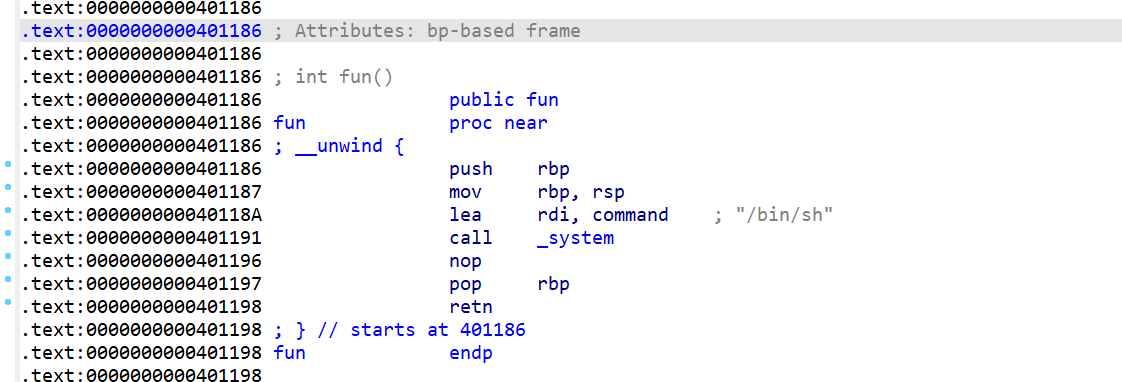 .text:0000000000401186
.text:0000000000401186 ; Attributes: bp-based frame
.text:0000000000401186
.text:0000000000401186 ; int fun()
.text:0000000000401186                 public fun
.text:0000000000401186 fun             proc near
.text:0000000000401186 ; __unwind {
.text:0000000000401186                 push    rbp
.text:0000000000401187                 mov     rbp, rsp
.text:000000000040118A                 lea     rdi, command    ; "/bin/sh"
.text:0000000000401191                 call    _system
.text:0000000000401196                 nop
.text:0000000000401197                 pop     rbp
.text:0000000000401198                 retn
.text:0000000000401198 ; } // starts at 401186
.text:0000000000401198 fun             endp
.text:0000000000401198